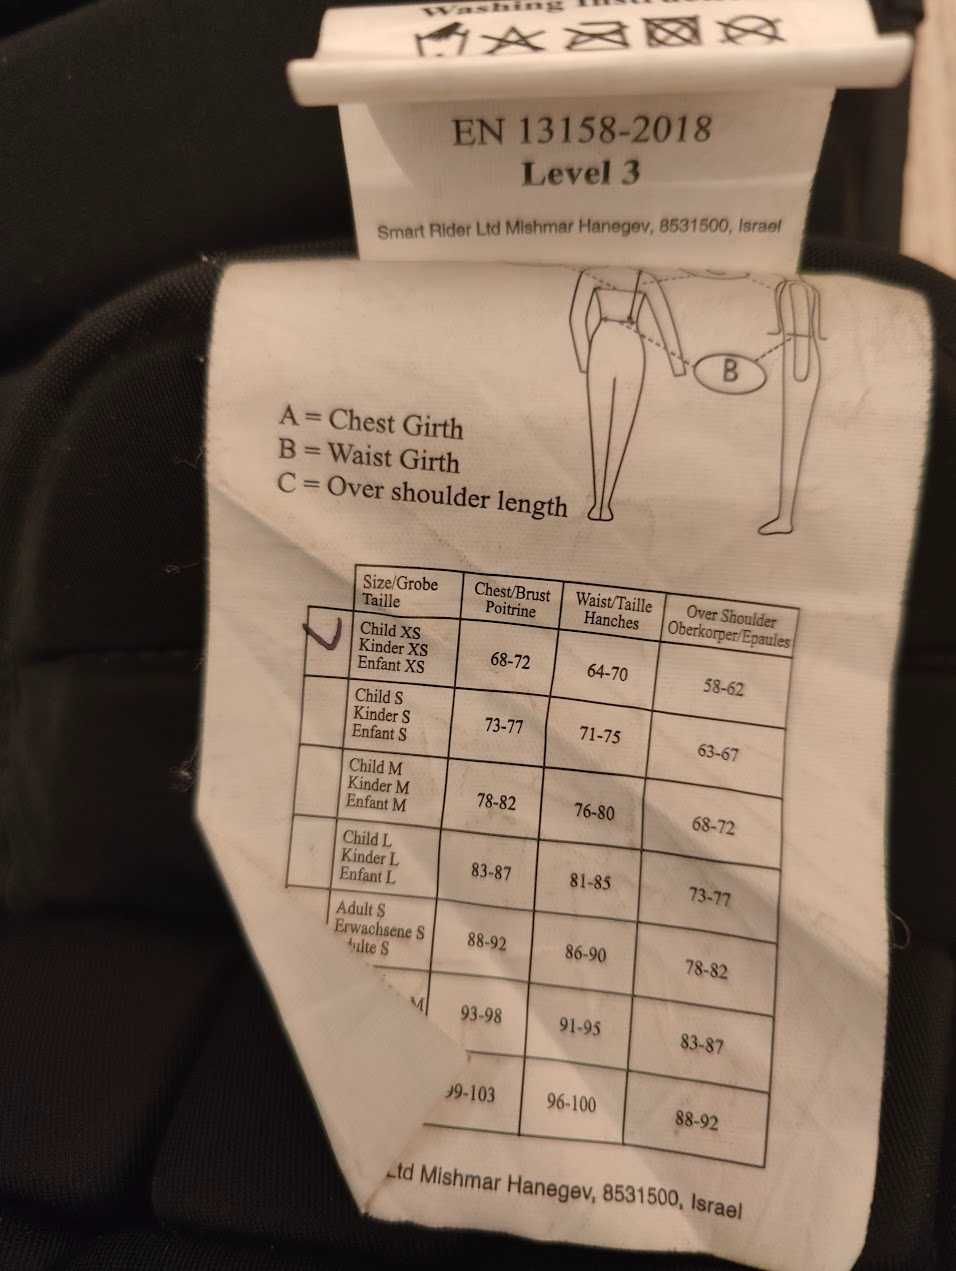 Washing
EN 13158-2018
Level 3
Smart Rider Ltd Mishmar Hanegev, 8531500, Israel
B
A = Chest Girth
B = Waist Girth
C = Over shoulder length
Size/Grobe Taille
Chest/Brust Poitrine
Waist/Taille Hanches
Over Shoulder Oberkorper/Epaules
Child XS
Kinder XS
Enfant XS
68-72
64-70
58-62
Child S
Kinder S
Enfant S
73-77
71-75
63-67
Child M
Kinder M
Enfant M
78-82
76-80
68-72
Child L
Kinder L
Enfant L
83-87
81-85
73-77
Adult S
Erwachsene S
S
88-92
86-90
78-82
M
93-98
91-95
83-87
99-103
96-100
88-92
Ltd Mishmar Hanegev, 8531500, Israel